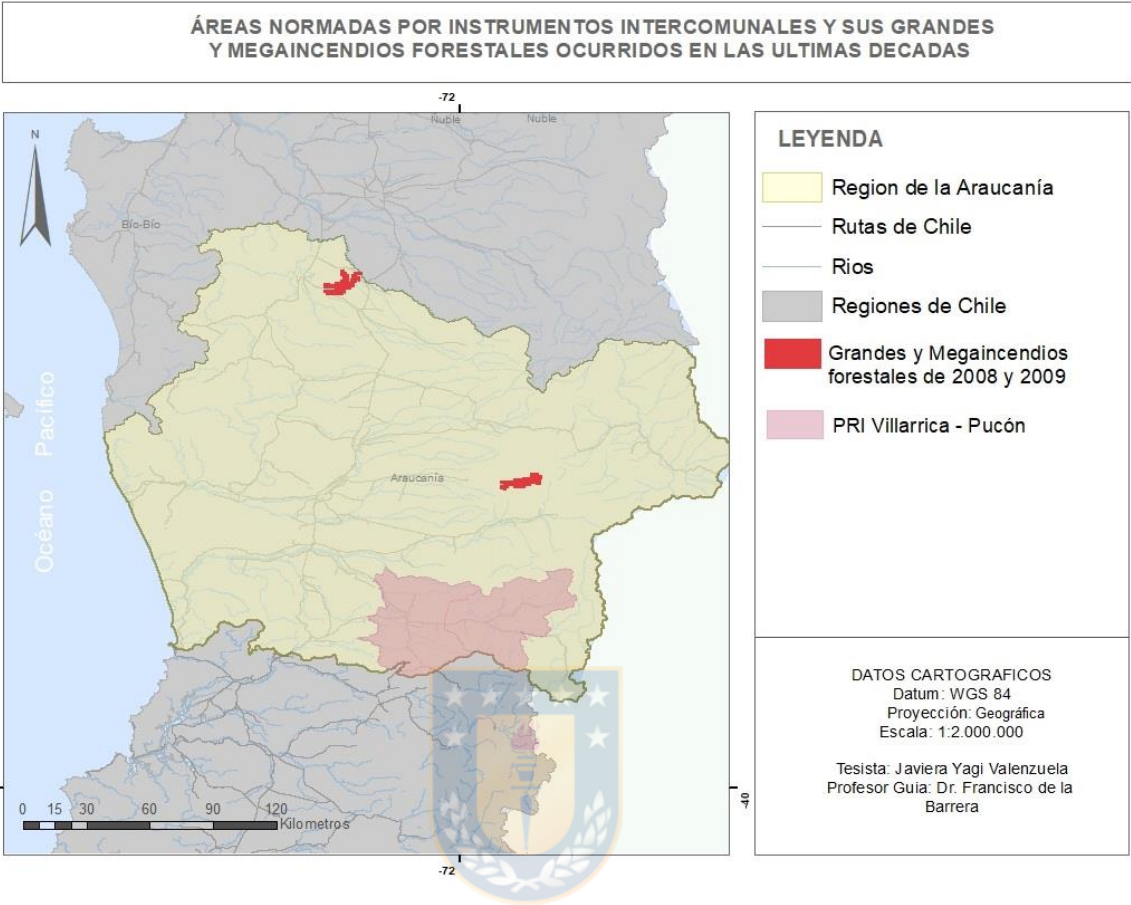 ÁREAS NORMADAS POR INSTRUMENTOS INTERCOMUNALES Y SUS GRANDES
Y MEGAINCENDIOS FORESTALES OCURRIDOS EN LAS ULTIMAS DECADAS
-72
Ñuble
Ñuble
N
Bío-Bío
Océano Pacífico
Araucanía
0 15 30 60 90 120
Kilometros
-72
-40
LEYENDA
Region de la Araucanía
Rutas de Chile
Rios
Regiones de Chile
Grandes y Megaincendios
forestales de 2008 y 2009
PRI Villarrica - Pucón
DATOS CARTOGRAFICOS
Datum: WGS 84
Proyección: Geográfica
Escala: 1:2.000.000
Tesista: Javiera Yagi Valenzuela
Profesor Guia: Dr. Francisco de la
Barrera